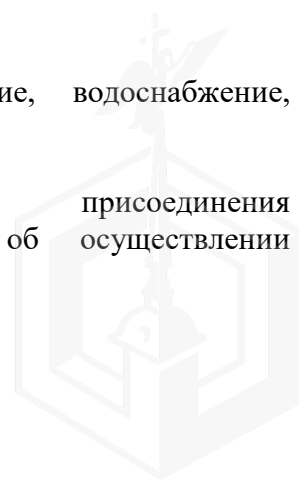 ие, водоснабжение,
присоединения
об осуществлении